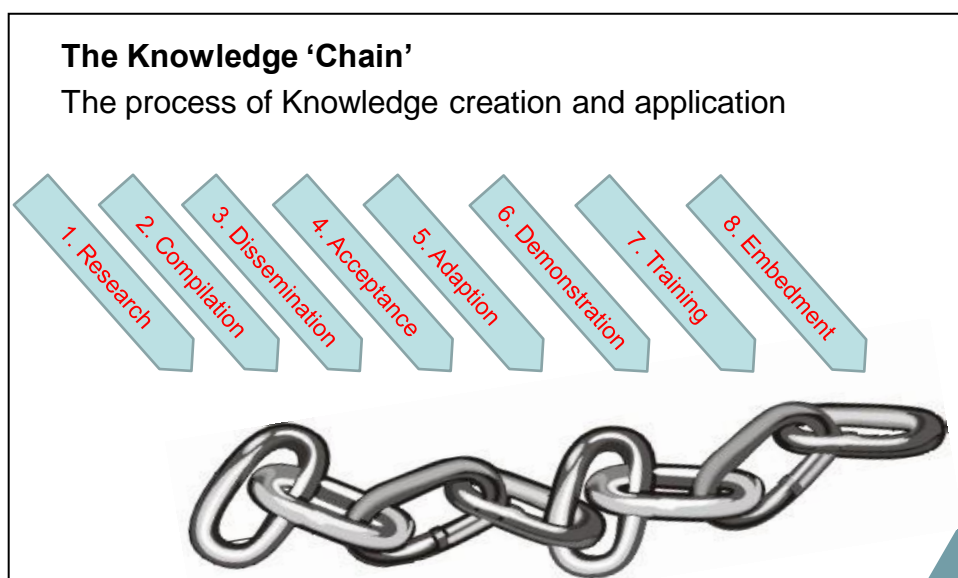 The Knowledge ‘Chain’
The process of Knowledge creation and application
1. Research
2. Compilation
3. Dissemination
4. Acceptance
5. Adaption
6. Demonstration
7. Training
8. Embedment